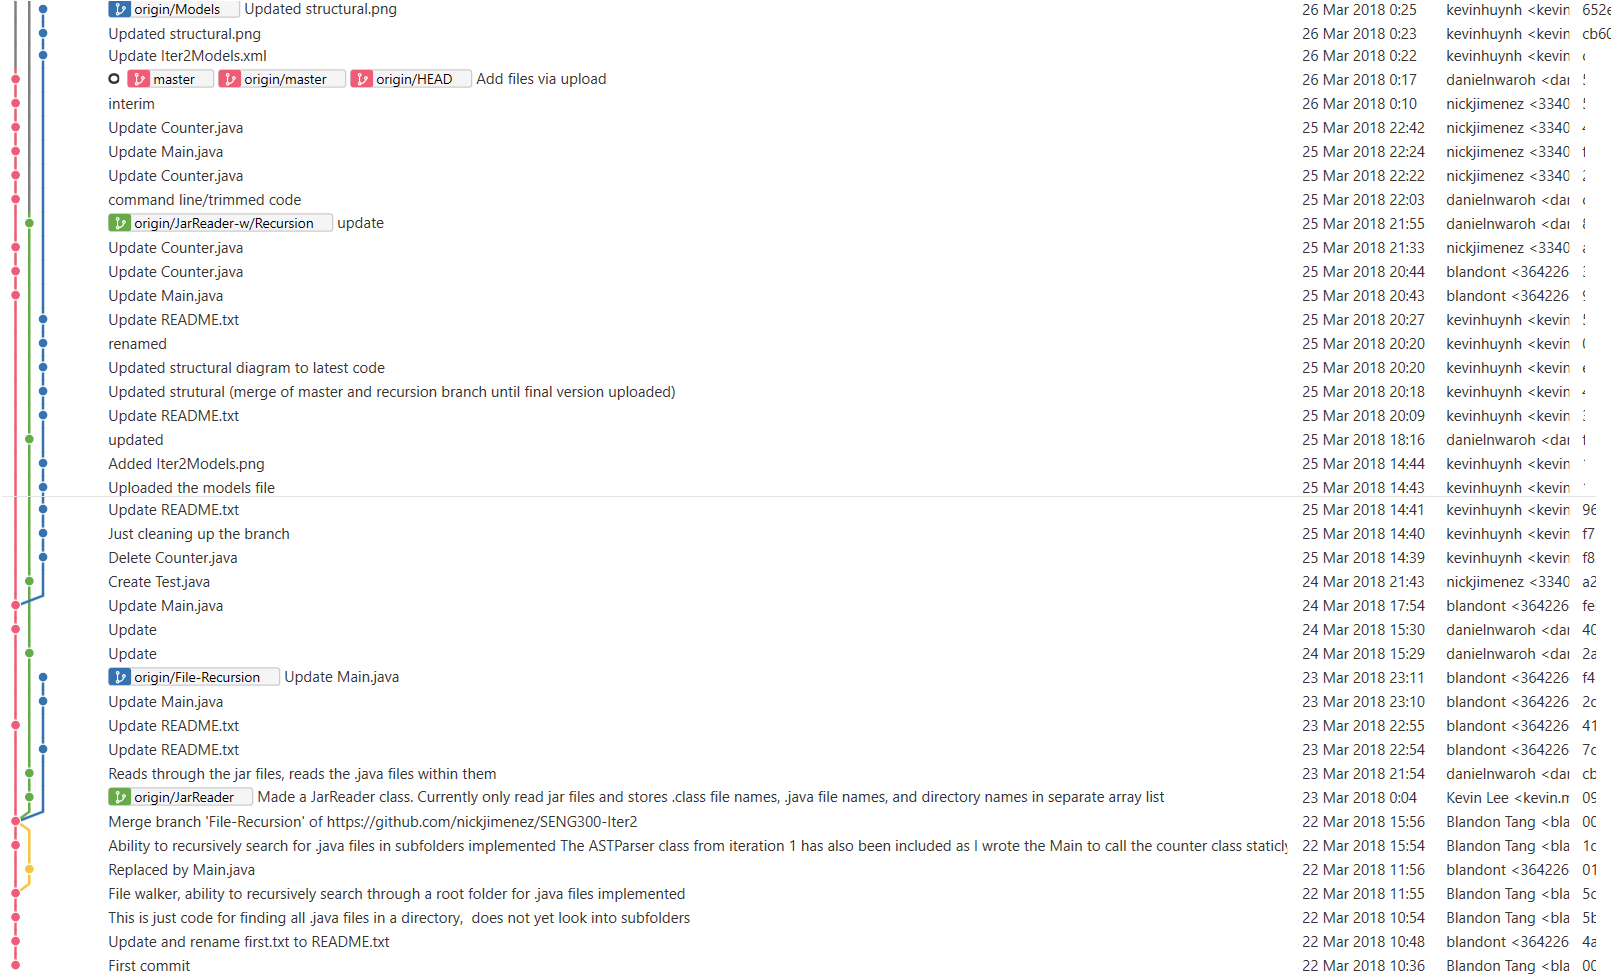 origin/Models Updated structural.png 26 Mar 2018 0:25 kevinhuynh <kevin 652e
Updated structural.png 26 Mar 2018 0:23 kevinhuynh <kevin cb60
Update Iter2Models.xml 26 Mar 2018 0:22 kevinhuynh <kevin
master origin/master origin/HEAD Add files via upload 26 Mar 2018 0:17 danielnwaroh <dar
interim 26 Mar 2018 0:10 nickjimenez <3340
Update Counter.java 25 Mar 2018 22:42 nickjimenez <3340
Update Main.java 25 Mar 2018 22:24 nickjimenez <3340
Update Counter.java 25 Mar 2018 22:22 nickjimenez <3340
command line/trimmed code 25 Mar 2018 22:03 danielnwaroh <dar
origin/JarReader-w/Recursion update 25 Mar 2018 21:55 danielnwaroh <dar
Update Counter.java 25 Mar 2018 21:33 nickjimenez <3340
Update Counter.java 25 Mar 2018 20:44 blandont <364226
Update Main.java 25 Mar 2018 20:43 blandont <364226
Update README.txt 25 Mar 2018 20:27 kevinhuynh <kevin
renamed 25 Mar 2018 20:20 kevinhuynh <kevin
Updated structural diagram to latest code 25 Mar 2018 20:20 kevinhuynh <kevin
Updated strutural (merge of master and recursion branch until final version uploaded) 25 Mar 2018 20:18 kevinhuynh <kevin
Update README.txt 25 Mar 2018 20:09 kevinhuynh <kevin
updated 25 Mar 2018 18:16 danielnwaroh <dar
Added Iter2Models.png 25 Mar 2018 14:44 kevinhuynh <kevin
Uploaded the models file 25 Mar 2018 14:43 kevinhuynh <kevin
Update README.txt 25 Mar 2018 14:41 kevinhuynh <kevin 96
Just cleaning up the branch 25 Mar 2018 14:40 kevinhuynh <kevin f7
Delete Counter.java 25 Mar 2018 14:39 kevinhuynh <kevin f8
Create Test.java 24 Mar 2018 21:43 nickjimenez <3340 a2
Update Main.java 24 Mar 2018 17:54 blandont <364226 fe
Update 24 Mar 2018 15:30 danielnwaroh <dar 40
Update 24 Mar 2018 15:29 danielnwaroh <dar 2a
origin/File-Recursion Update Main.java 23 Mar 2018 23:11 blandont <364226 f4
Update Main.java 23 Mar 2018 23:10 blandont <364226 2c
Update README.txt 23 Mar 2018 22:55 blandont <364226 41
Update README.txt 23 Mar 2018 22:54 blandont <364226 7c
Reads through the jar files, reads the .java files within them 23 Mar 2018 21:54 danielnwaroh <dar cb
origin/JarReader Made a JarReader class. Currently only read jar files and stores .class file names, .java file names, and directory names in separate array list 23 Mar 2018 0:04 Kevin Lee <kevin.m 09
Merge branch 'File-Recursion' of https://github.com/nickjimenez/SENG300-Iter2 22 Mar 2018 15:56 Blandon Tang <bla 00
Ability to recursively search for .java files in subfolders implemented The ASTParser class from iteration 1 has also been included as I wrote the Main to call the counter class staticly 22 Mar 2018 15:54 Blandon Tang <bla 1c
Replaced by Main.java 22 Mar 2018 11:56 blandont <364226 01
File walker, ability to recursively search through a root folder for .java files implemented 22 Mar 2018 11:55 Blandon Tang <bla 5c
This is just code for finding all .java files in a directory, does not yet look into subfolders 22 Mar 2018 10:54 Blandon Tang <bla 5b
Update and rename first.txt to README.txt 22 Mar 2018 10:48 blandont <364226 4a
First commit 22 Mar 2018 10:36 Blandon Tang <bla 00